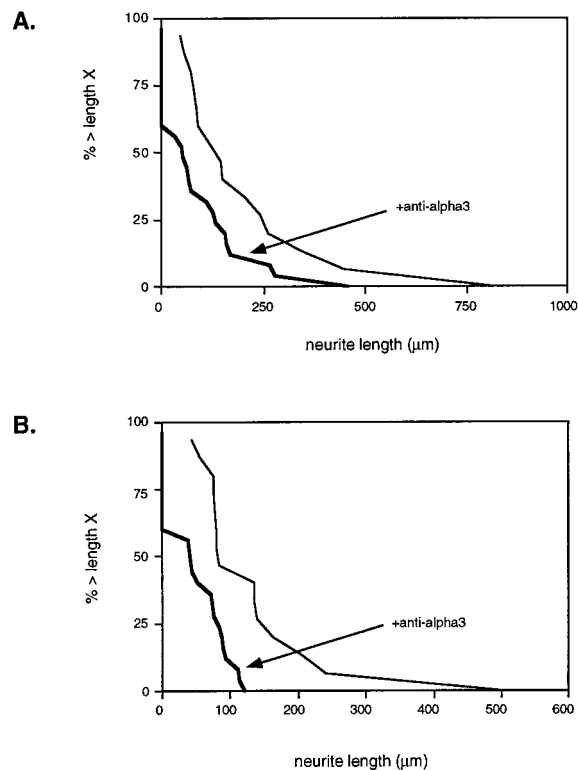 A.
100
75
50
25
0
% > length X
+anti-alpha3
0
250
500
750
1000
neurite length (μm)
B.
100
75
50
25
0
% > length X
+anti-alpha3
0
100
200
300
400
500
600
neurite length (μm)